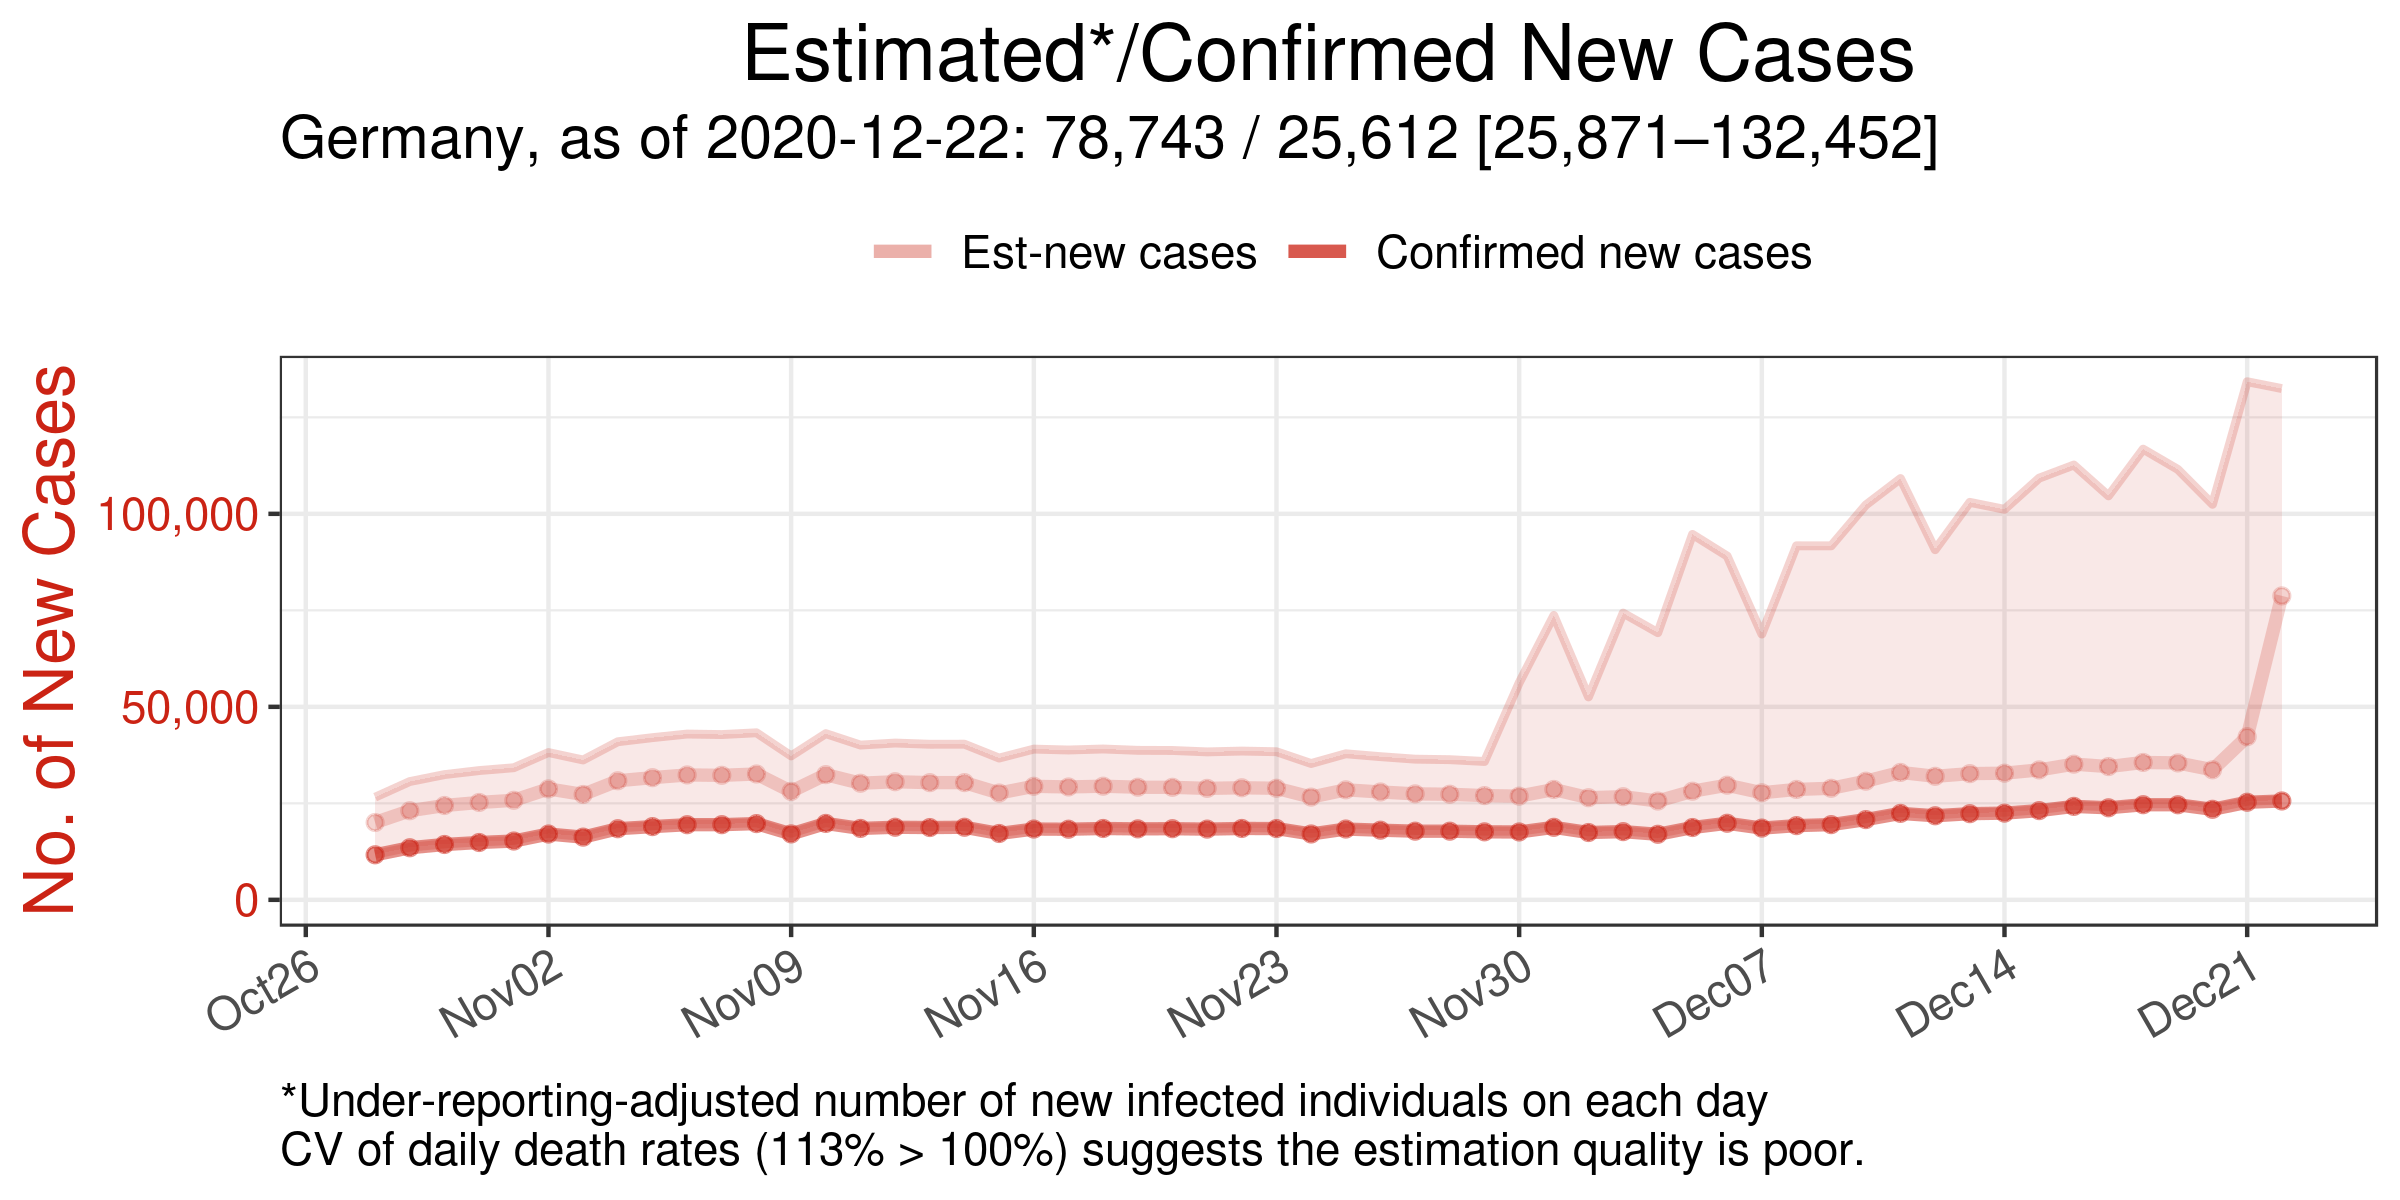 Estimated*/Confirmed New Cases
Germany, as of 2020-12-22: 78,743 / 25,612 [25,871–132,452]
Est-new cases Confirmed new cases
No. of New Cases
100,000
50,000
0
Oct26 Nov02 Nov09 Nov16 Nov23 Nov30 Dec07 Dec14 Dec21
*Under-reporting-adjusted number of new infected individuals on each day
CV of daily death rates (113% > 100%) suggests the estimation quality is poor.